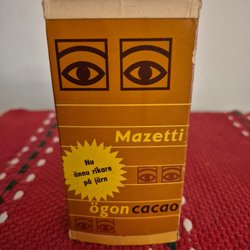 Mazetti
Nu
ännu rikare
på järn
ögoncacao